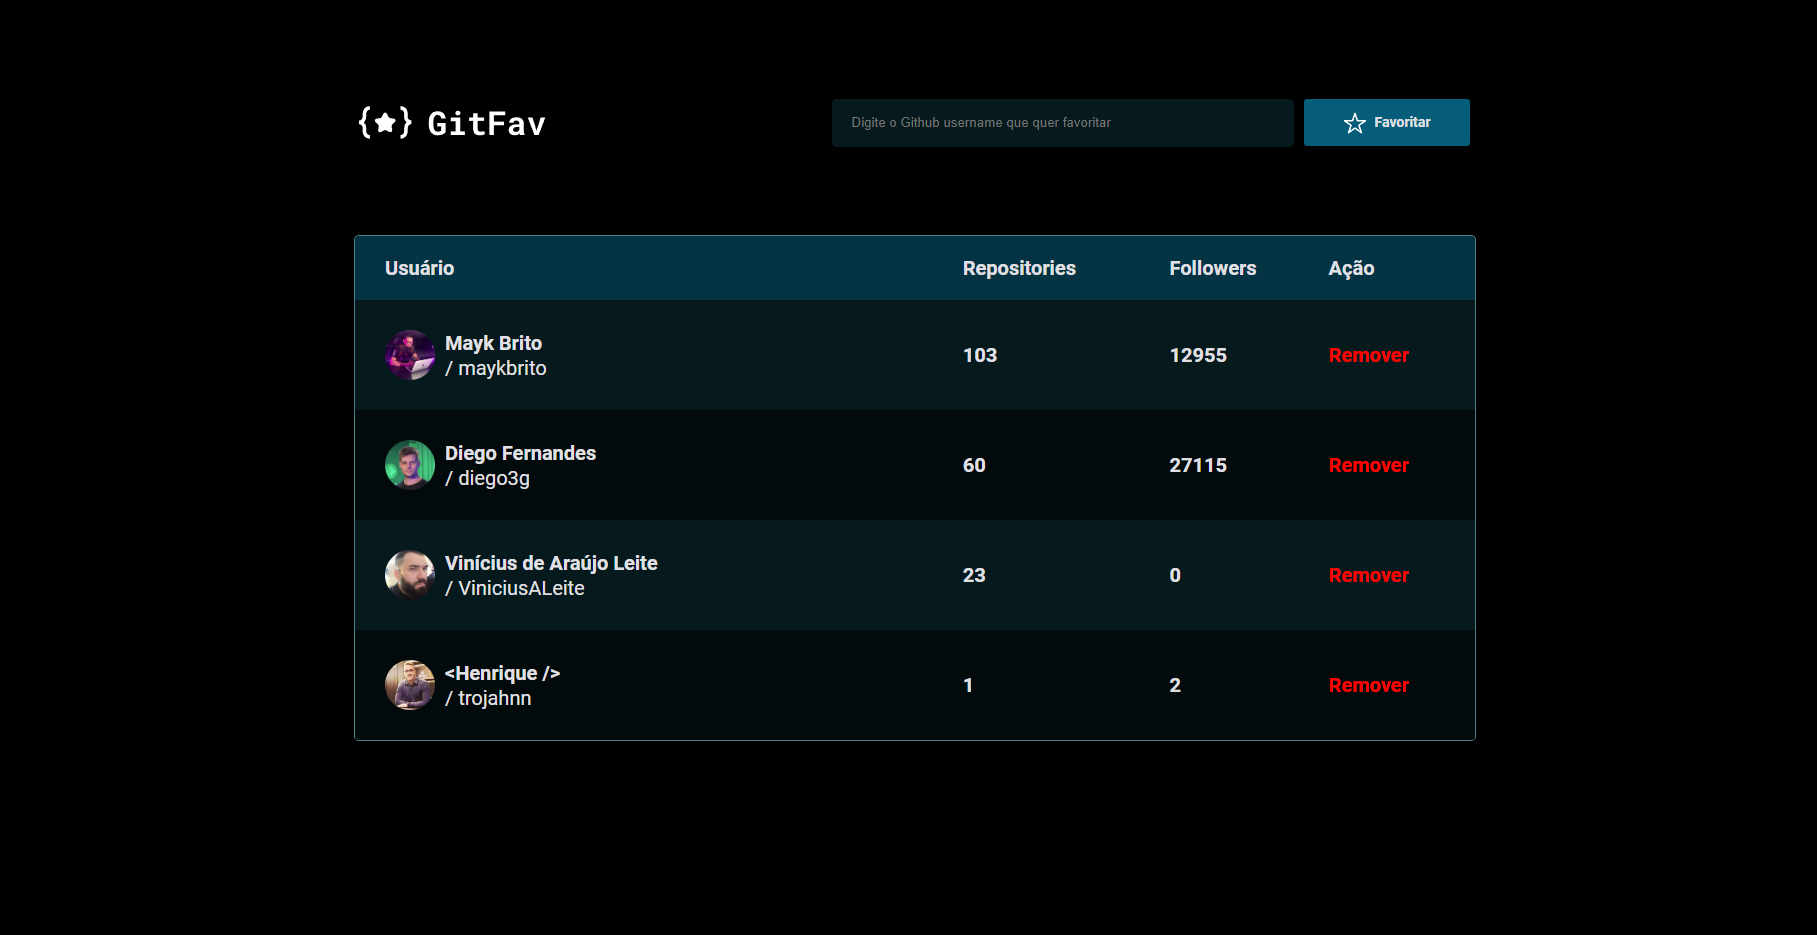 GitFav
Digite o Github username que quer favoritar
Favoritar
Usuário Repositories Followers Ação
Mayk Brito
/ maykbrito
103 12955 Remover
Diego Fernandes
/ diego3g
60 27115 Remover
Vinícius de Araújo Leite
/ ViniciusALeite
23 0 Remover
<Henrique />
/ trojahnn
1 2 Remover